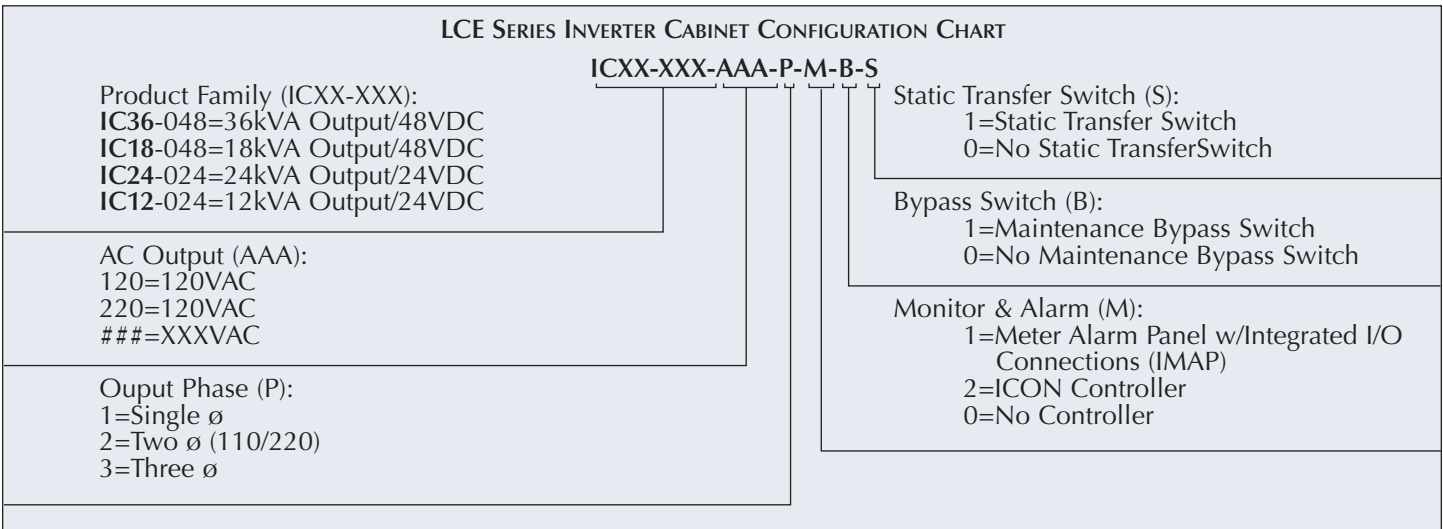 LCE SERIES INVERTER CABINET CONFIGURATION CHART
ICXX-XXX-AAA-P-M-B-S
Product Family (ICXX-XXX):
IC36-048=36kVA Output/48VDC
IC18-048=18kVA Output/48VDC
IC24-024=24kVA Output/24VDC
IC12-024=12kVA Output/24VDC
AC Output (AAA):
120=120VAC
220=120VAC
###=XXXVAC
Ouput Phase (P):
1=Single ø
2=Two ø (110/220)
3=Three ø
Static Transfer Switch (S):
1=Static Transfer Switch
0=No Static TransferSwitch
Bypass Switch (B):
1=Maintenance Bypass Switch
0=No Maintenance Bypass Switch
Monitor & Alarm (M):
1=Meter Alarm Panel w/Integrated I/O
Connections (IMAP)
2=ICON Controller
0=No Controller